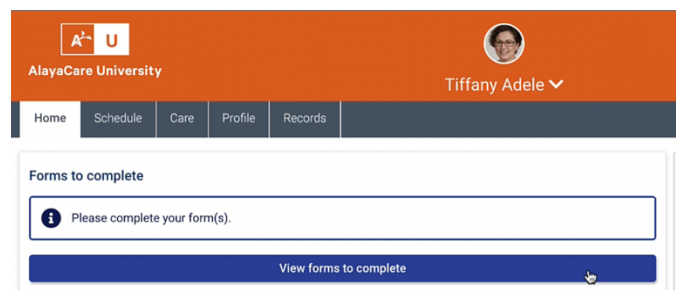 A U
AlayaCare University
Tiffany Adele
Home Schedule Care Profile Records
Forms to complete
Please complete your form(s).
View forms to complete